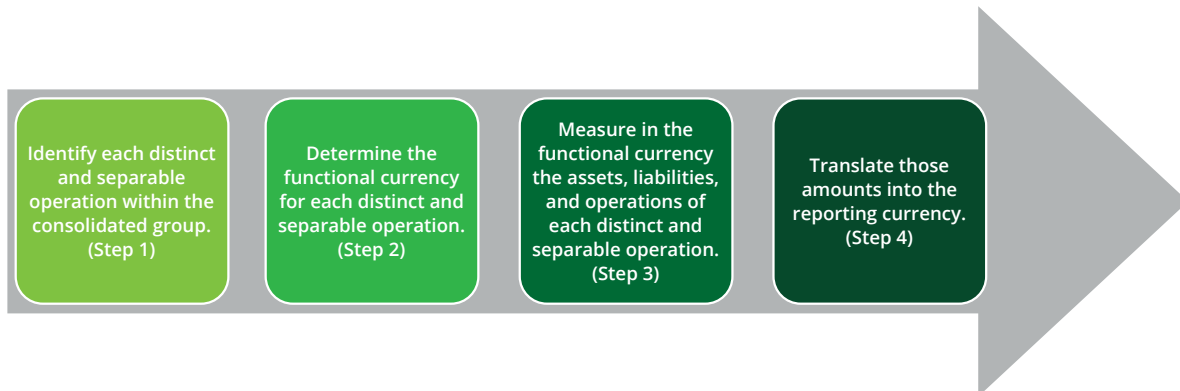 Identify each distinct
and separable
operation within the
consolidated group.
(Step 1)
Determine the
functional currency
for each distinct and
separable operation.
(Step 2)
Measure in the
functional currency
the assets, liabilities,
and operations of
each distinct and
separable operation.
(Step 3)
Translate those
amounts into the
reporting currency.
(Step 4)